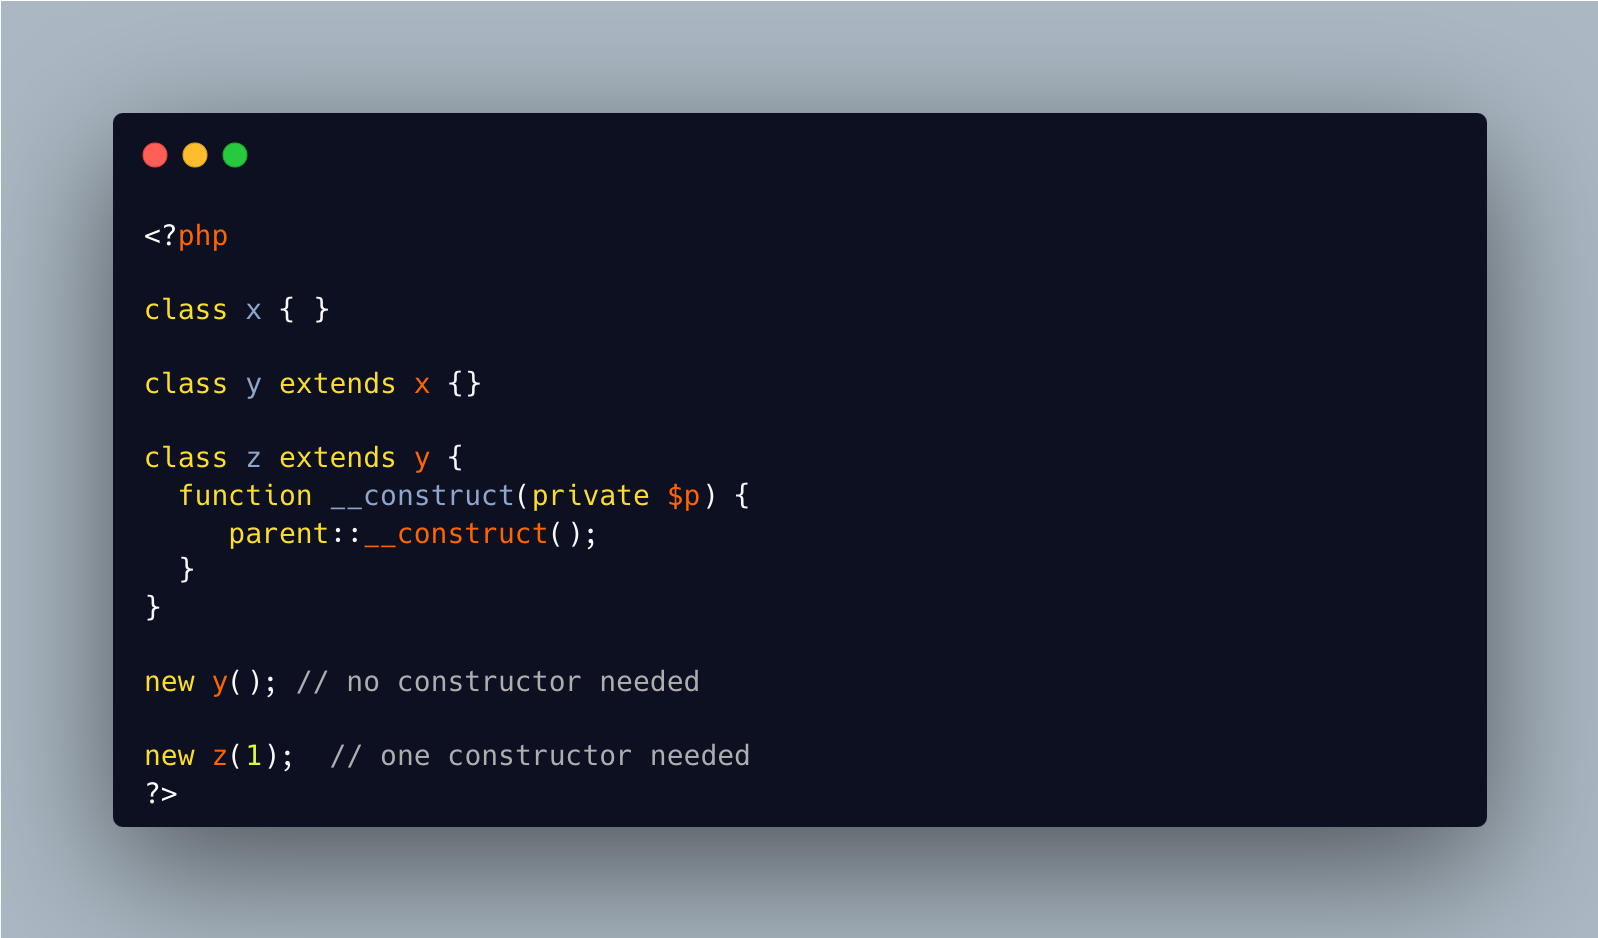 <?php
class x { }
class y extends x {}
class z extends y {
  function __construct(private $p) {
     parent::__construct();
  }
}
new y(); // no constructor needed
new z(1);  // one constructor needed
?>